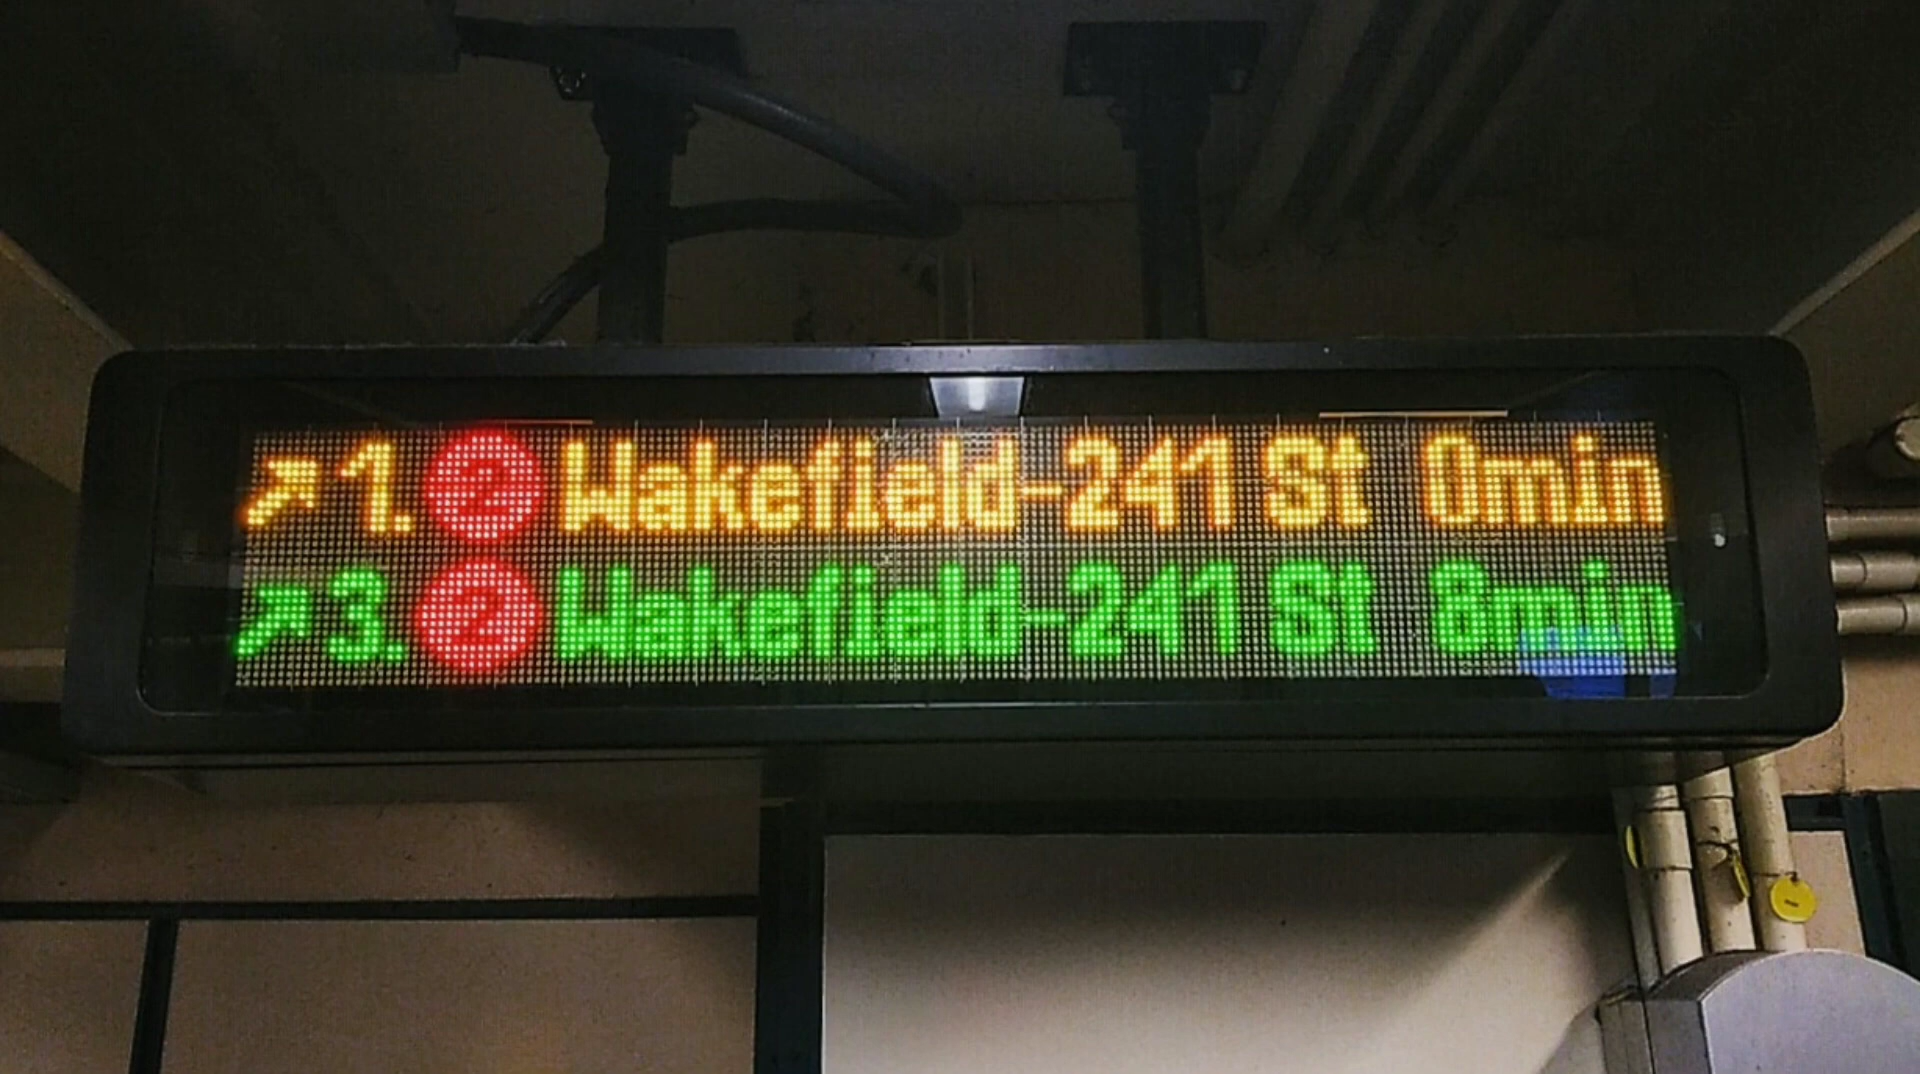 ↗ 1. 2 Wakefield-241 St 0min
↗ 3. 2 Wakefield-241 St 8min